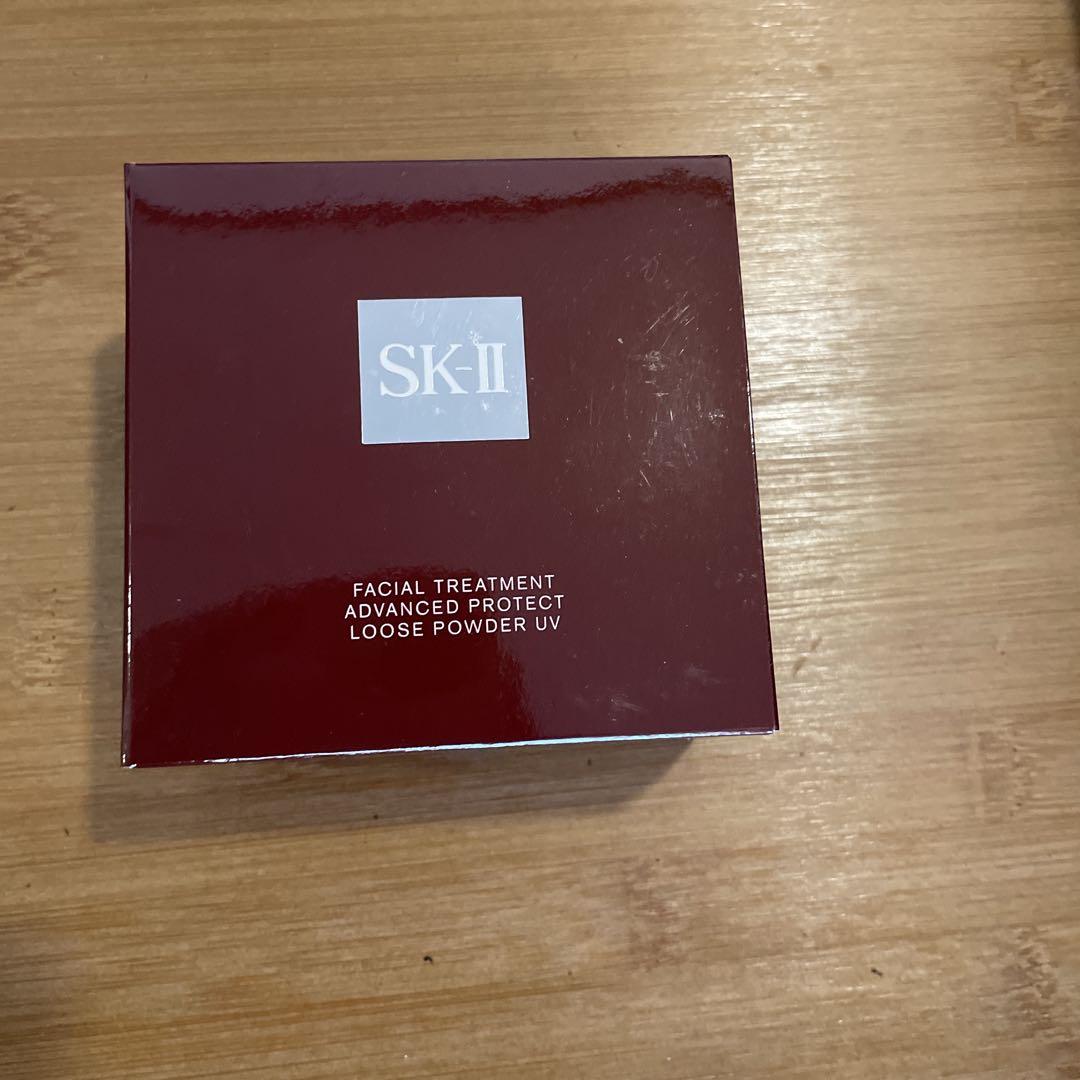 SK-II
FACIAL TREATMENT
ADVANCED PROTECT
LOOSE POWDER UV